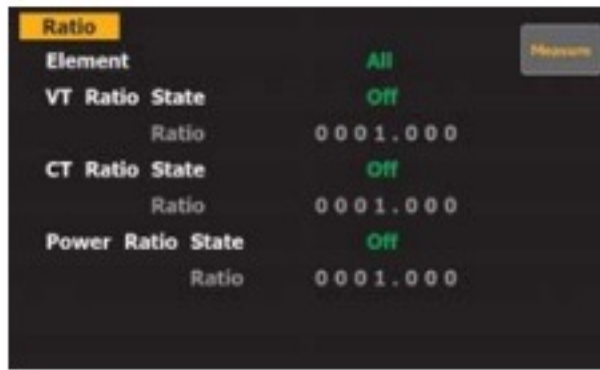 Ratio
Element All
Measure
VT Ratio State Off
Ratio 0001.000
CT Ratio State Off
Ratio 0001.000
Power Ratio State Off
Ratio 0001.000